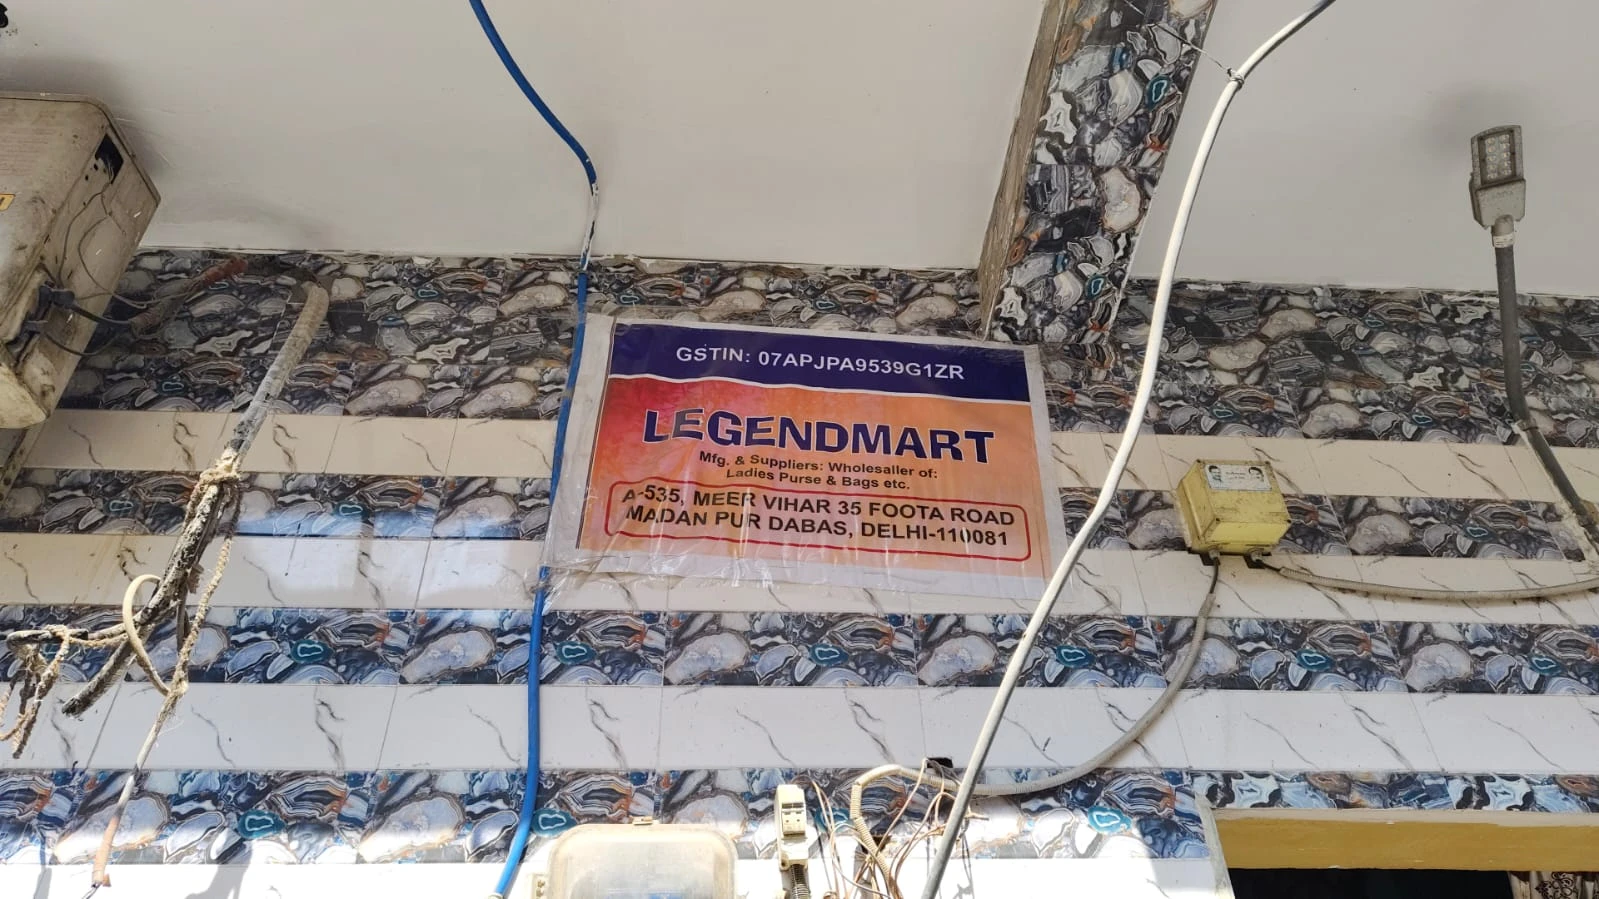 GSTIN: 07APJPA9539G1ZR
LEGENDMART
Mfg. & Suppliers: Wholesaller of:
Ladies Purse & Bags etc.
A-535, MEER VIHAR 35 FOOTA ROAD
MADAN PUR DABAS, DELHI-110081